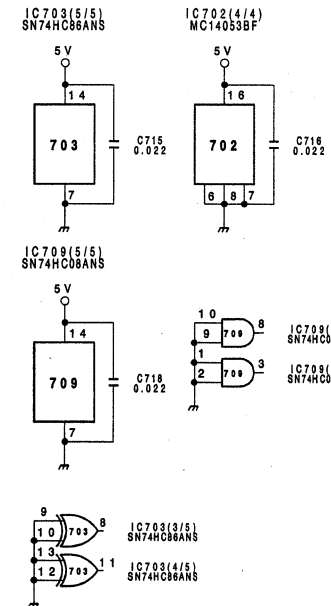 IC703(5/5)
SN74HC86ANS
5 V
14
703
C715
0.022
7
IC702(4/4)
MC14053BF
5 V
16
702
C716
0.022
6 8 7
IC709(5/5)
SN74HC08ANS
5 V
14
709
C718
0.022
7
10
9
709
8
IC709(
SN74HC0
1
2
709
3
IC709(
SN74HC0
9
10
703
8
IC703(3/5)
SN74HC86ANS
13
12
703
11
IC703(4/5)
SN74HC86ANS